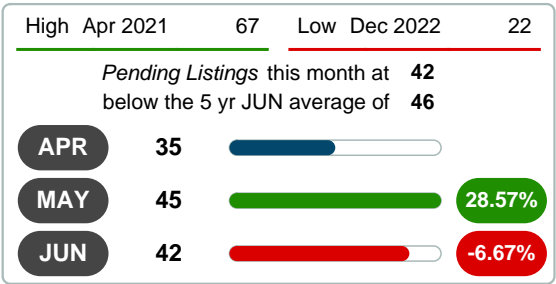 High Apr 2021 67 Low Dec 2022 22
Pending Listings this month at 42
below the 5 yr JUN average of 46
APR 35
MAY 45 28.57%
JUN 42 -6.67%